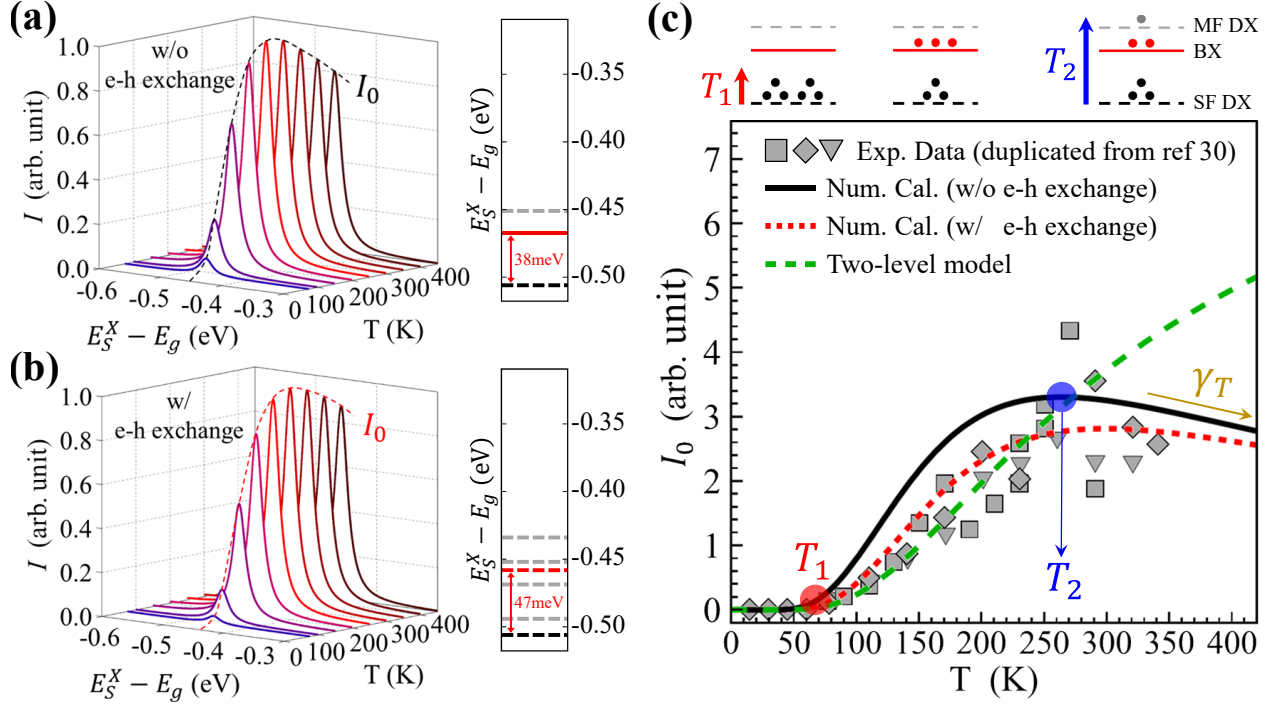 (a)
w/o
e-h exchange
I₀
I (arb. unit)
1.0
0.8
0.6
0.4
0.2
0.0
-0.6
-0.5
-0.4
-0.3
E_S^X − E_g (eV)
0
100
200
300
400
T (K)
E_S^X − E_g (eV)
-0.35
-0.40
-0.45
-0.50
38meV
(b)
w/
e-h exchange
I₀
I (arb. unit)
1.0
0.8
0.6
0.4
0.2
0.0
-0.6
-0.5
-0.4
-0.3
E_S^X − E_g (eV)
0
100
200
300
400
T (K)
E_S^X − E_g (eV)
-0.35
-0.40
-0.45
-0.50
47meV
(c)
T₁
T₂
MF DX
BX
SF DX
Exp. Data (duplicated from ref 30)
Num. Cal. (w/o e-h exchange)
Num. Cal. (w/ e-h exchange)
Two-level model
γ_T
T₁
T₂
I₀ (arb. unit)
7
6
5
4
3
2
1
0
0
50
100
150
200
250
300
350
400
T (K)